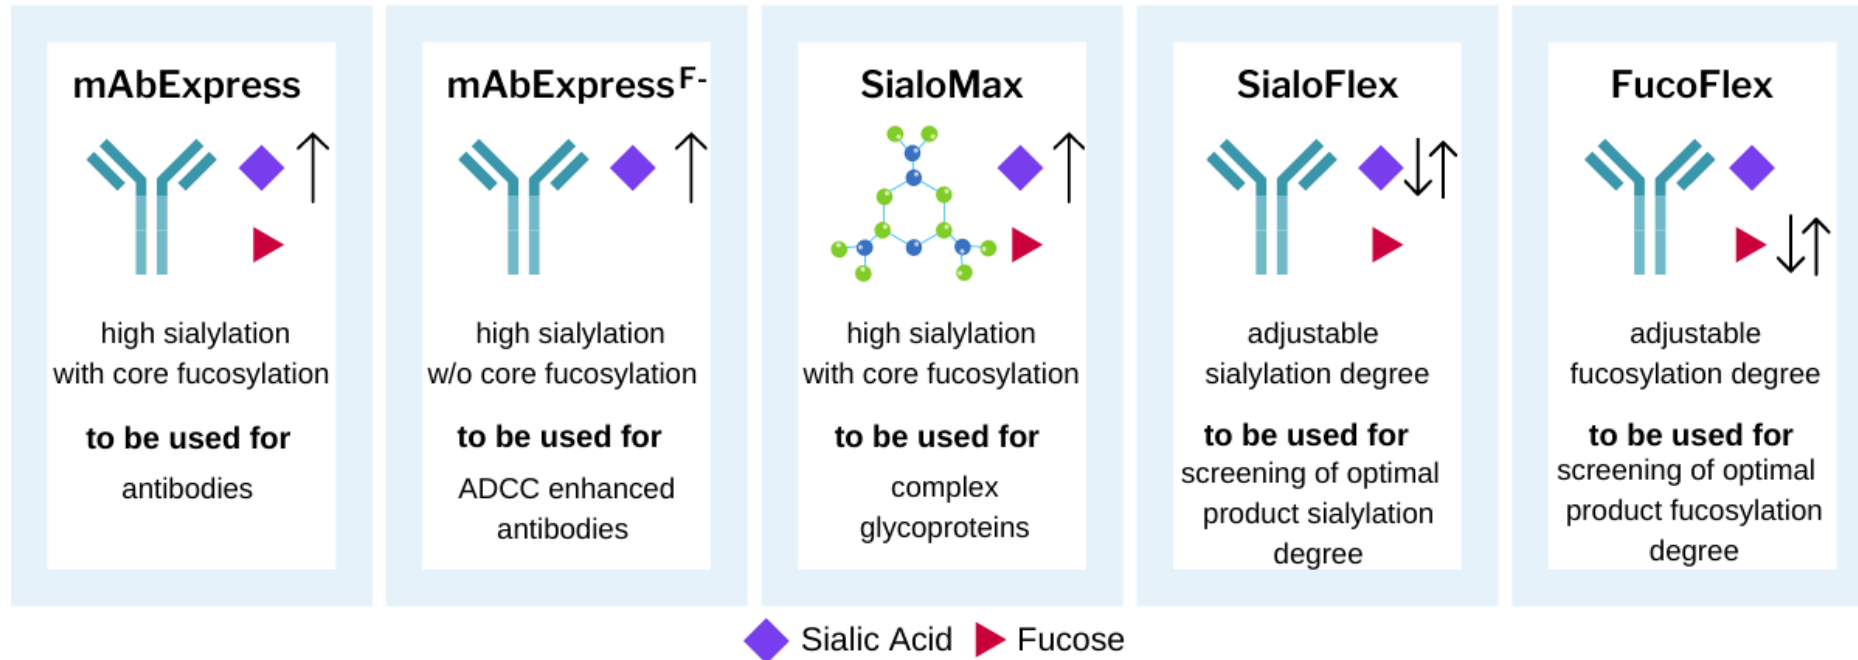 mAbExpress
high sialylation
with core fucosylation
to be used for
antibodies
mAbExpress F-
high sialylation
w/o core fucosylation
to be used for
ADCC enhanced
antibodies
SialoMax
high sialylation
with core fucosylation
to be used for
complex
glycoproteins
SialoFlex
adjustable
sialylation degree
to be used for
screening of optimal
product sialylation
degree
FucoFlex
adjustable
fucosylation degree
to be used for
screening of optimal
product fucosylation
degree
Sialic Acid
Fucose